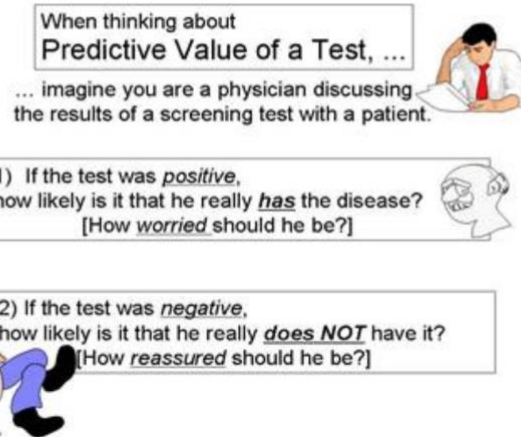 When thinking about
Predictive Value of a Test, ...
... imagine you are a physician discussing
the results of a screening test with a patient.
) If the test was positive,
how likely is it that he really has the disease?
[How worried should he be?]
2) If the test was negative,
how likely is it that he really does NOT have it?
[How reassured should he be?]